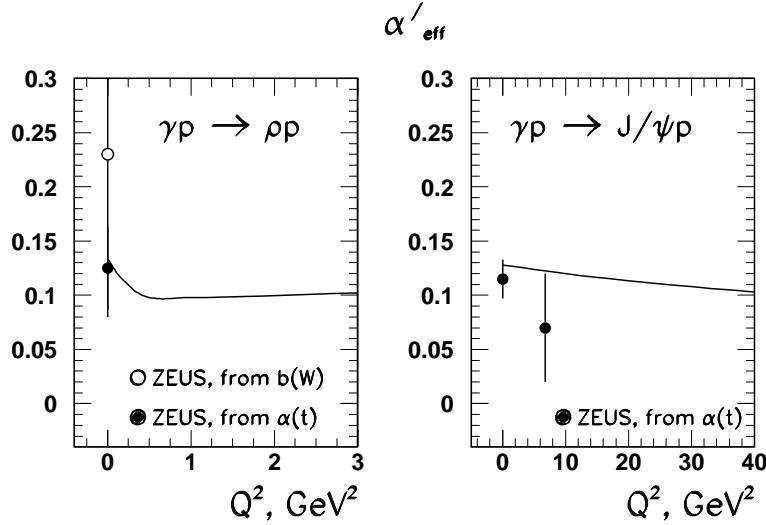 α′eff
γp → ρp
0.3
0.25
0.2
0.15
0.1
0.05
0
ZEUS, from b(W)
ZEUS, from α(t)
0 1 2 3
Q², GeV²
γp → J/ψp
0.3
0.25
0.2
0.15
0.1
0.05
0
ZEUS, from α(t)
0 10 20 30 40
Q², GeV²